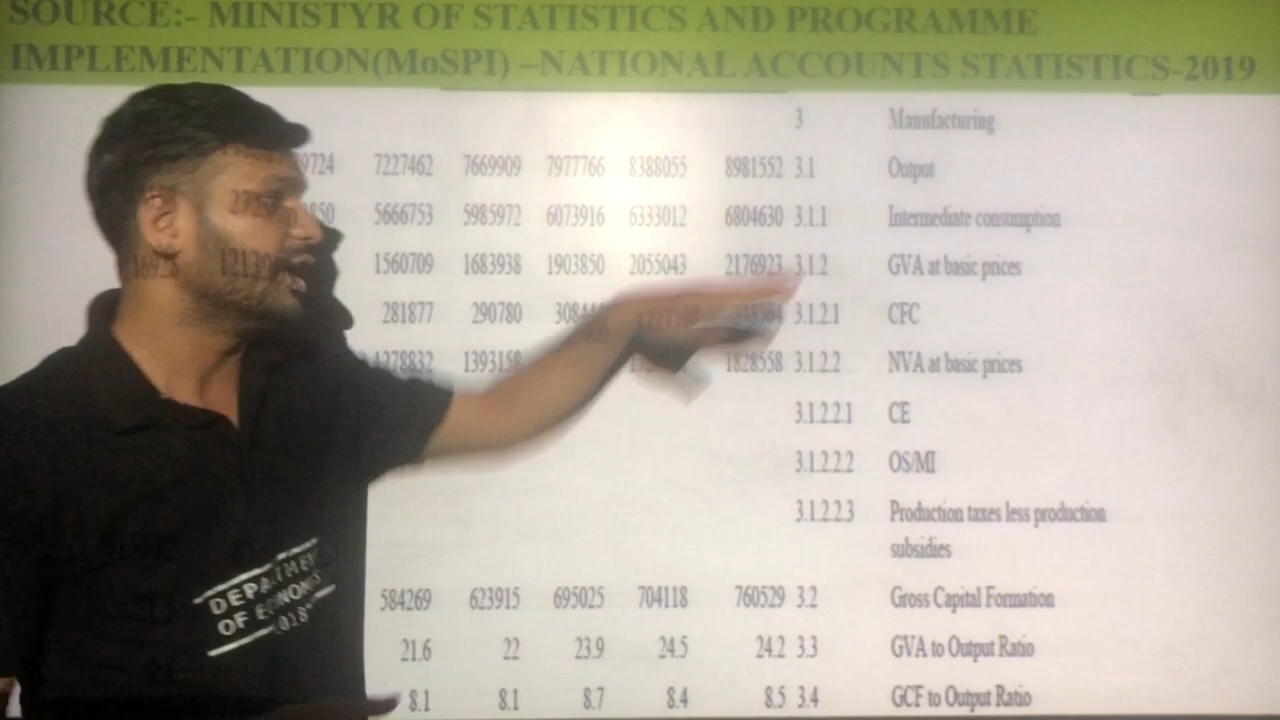 SOURCE:- MINISTYR OF STATISTICS AND PROGRAMME
IMPLEMENTATION(MoSPI) –NATIONAL ACCOUNTS STATISTICS-2019
3 Manufacturing
9724 7227462 7669909 7977766 8388055 8981552 3.1 Output
850 5666753 5985972 6073916 6333012 6804630 3.1.1 Intermediate consumption
1560709 1683938 1903850 2055043 2176923 3.1.2 GVA at basic prices
281877 290780 3.1.2.1 CFC
1278832 1828558 3.1.2.2 NVA at basic prices
3.1.2.2.1 CE
3.1.2.2.2 OS/MI
3.1.2.2.3 Production taxes less production
subsidies
584269 623915 695025 704118 760529 3.2 Gross Capital Formation
21.6 22 23.9 24.5 24.2 3.3 GVA to Output Ratio
8.1 8.1 8.7 8.4 8.5 3.4 GCF to Output Ratio
DEPARTMENT
OF ECONOMICS